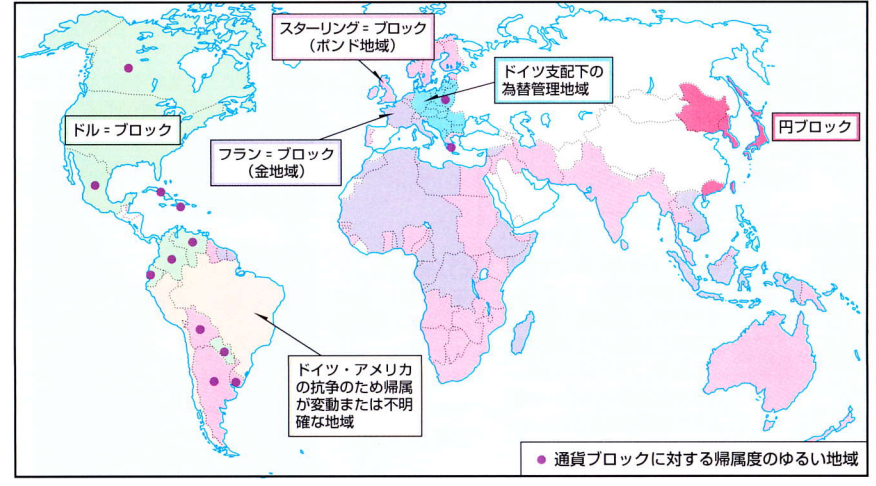 スターリング=ブロック
(ポンド地域)
ドイツ支配下の
為替管理地域
ドル=ブロック
円ブロック
フラン=ブロック
(金地域)
ドイツ・アメリカ
の抗争のため帰属
が変動または不明
確な地域
● 通貨ブロックに対する帰属度のゆるい地域